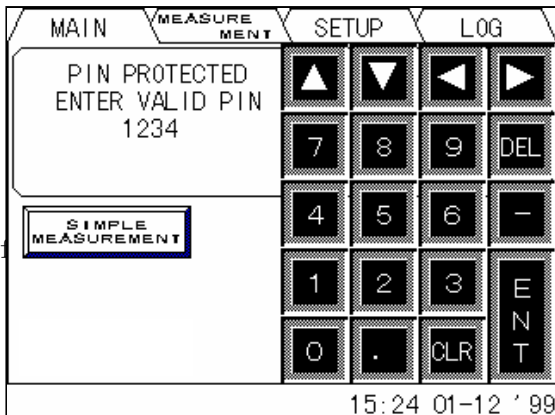 MAIN
MEASURE
MENT
SETUP
LOG
PIN PROTECTED
ENTER VALID PIN
1234
SIMPLE
MEASUREMENT
7 8 9 DEL
4 5 6 -
1 2 3 ENT
0 . CLR
15:24 01-12 '99